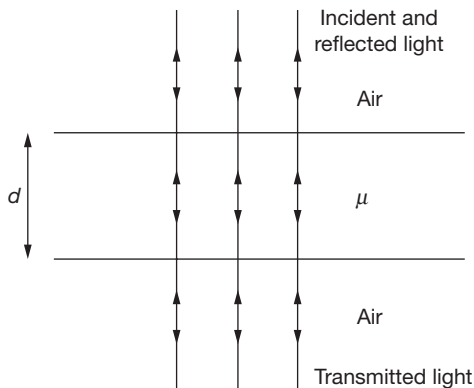 Incident and
reflected light
Air
d
μ
Air
Transmitted light